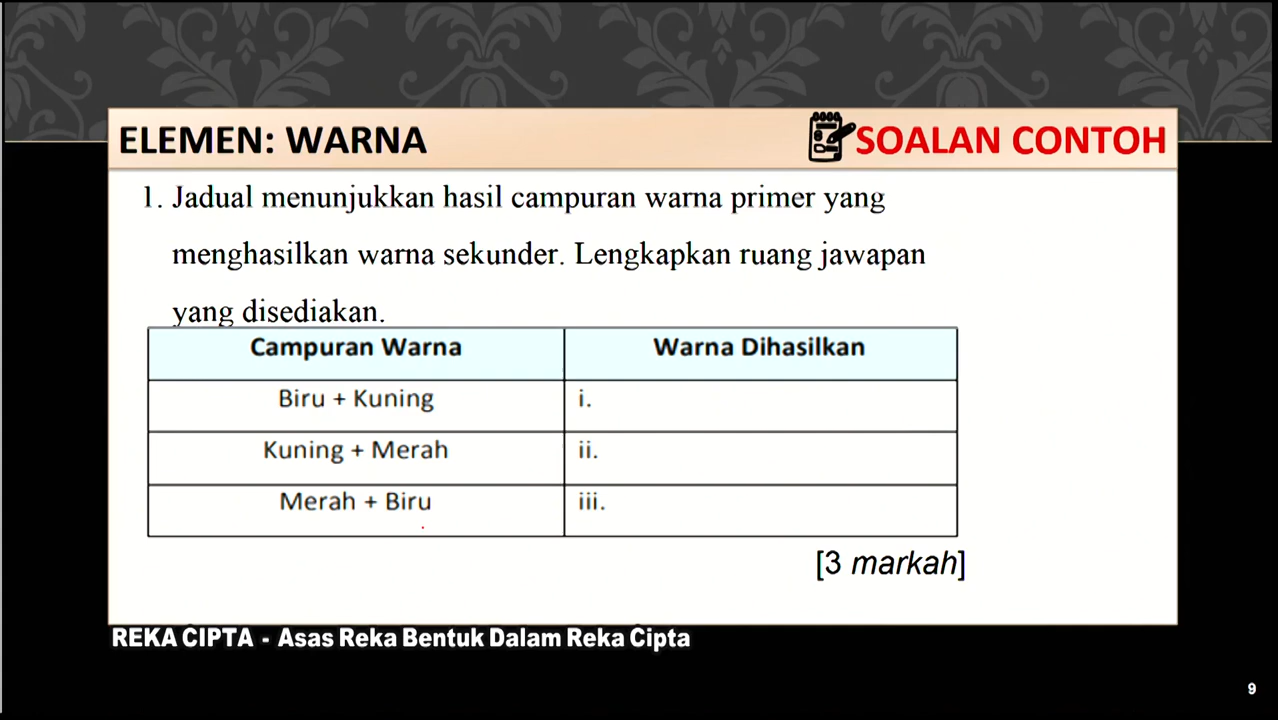 ELEMEN: WARNA
SOALAN CONTOH
1. Jadual menunjukkan hasil campuran warna primer yang
menghasilkan warna sekunder. Lengkapkan ruang jawapan
yang disediakan.
Campuran Warna Warna Dihasilkan
Biru + Kuning i.
Kuning + Merah ii.
Merah + Biru iii.
[3 markah]
REKA CIPTA - Asas Reka Bentuk Dalam Reka Cipta
9